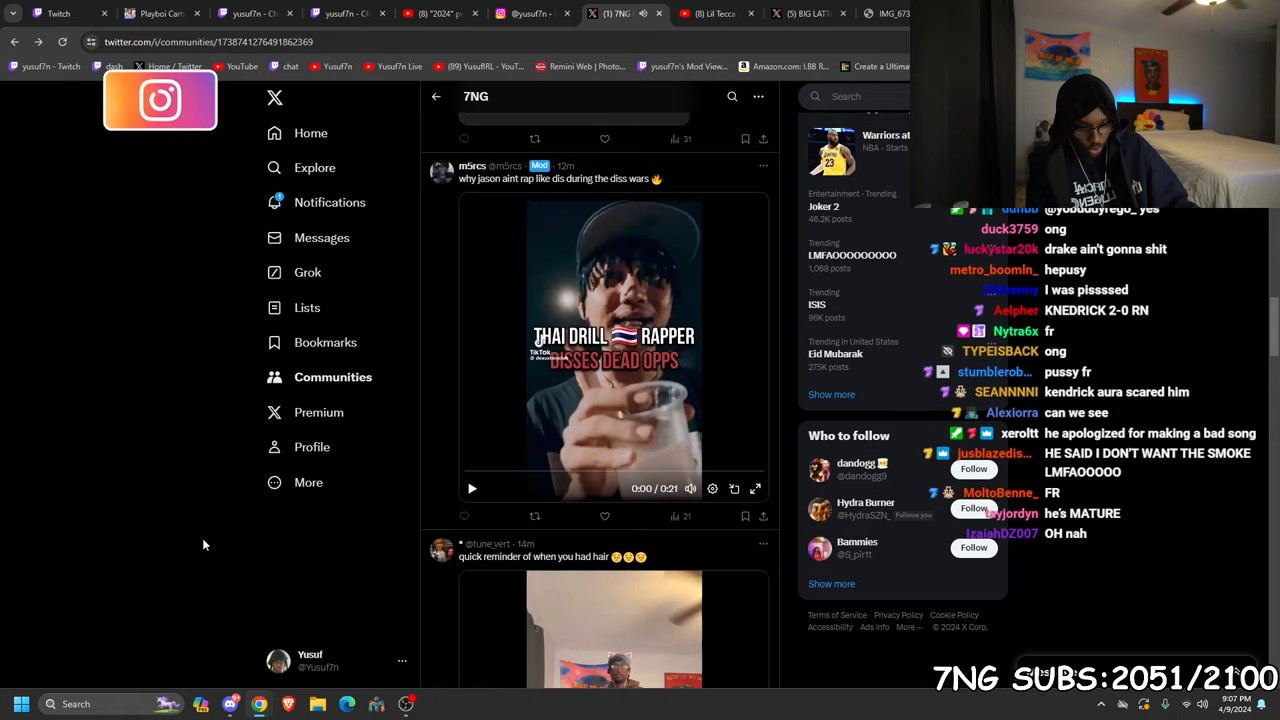 Playboi Cart
yusuf7n
(8) "2024"
@yusuf7n •
(1) 7NG
(8) Lil Tecca
twitch
(5) BIG LATT
IMG_673
twitter.com/i/communities/1738741276491862369
yusuf7n - Twitch
dash
Home / Twitter
YouTube
chat
Yusuf7n
Yusuf7n Live
(89) YusufIRL - YouT...
Remini Web | Photo...
yusuf7n's Mod View...
Amazon.com: LBB R...
Create a Ultimat
Home
Explore
1
Notifications
Messages
Grok
Lists
Bookmarks
Communities
Premium
Profile
More
Yusuf
@Yusuf7n
7NG
31
m5rcs @m5rcs · Mod · 12m
why jason aint rap like dis during the diss wars 🔥
THAI DRILL 🇹🇭 RAPPER
DISSES DEAD OPPS
TikTok
0:00 / 0:21
21
* @tune_vert · 14m
quick reminder of when you had hair
Search
Warriors at
NBA · Starts
23
Entertainment · Trending
Joker 2
46.2K posts
Trending
LMFAOOOOOOOOO
1,068 posts
Trending
ISIS
96K posts
Trending in United States
Eid Mubarak
275K posts
Show more
Who to follow
dandogg
@dandogg9
Follow
Hydra Burner
@HydraSZN_ Follows you
Follow
Bammies
@S_pir1t
Follow
Show more
Terms of Service Privacy Policy Cookie Policy
Accessibility Ads info More ··· © 2024 X Corp.
@yobuddyrego_ yes
duck3759 ong
luckystar20k drake ain't gonna shit
metro_boomIn_ hepusy
I was pisssssed
Aelpher KNEDRICK 2-0 RN
Nytra6x fr
TYPEISBACK ong
stumblerob... pussy fr
SEANNNNI kendrick aura scared him
Alexiorra can we see
xeroltt he apologized for making a bad song
jusblazedis... HE SAID I DON'T WANT THE SMOKE
LMFAOOOOO
MoltoBenne_ FR
tayjordyn he's MATURE
IzaiahDZ007 OH nah
7NG SUBS:2051/2100
Search
9:07 PM
4/9/2024